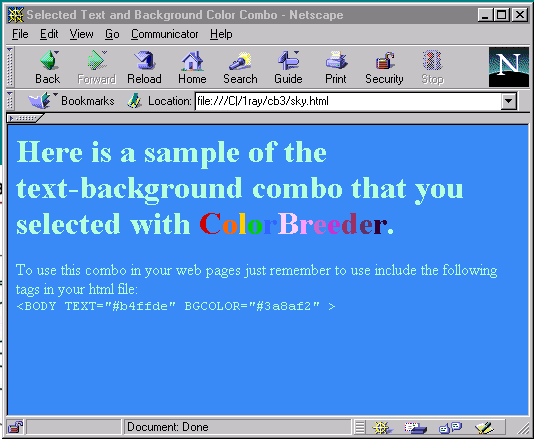 Selected Text and Background Color Combo - Netscape
File Edit View Go Communicator Help
Back Forward Reload Home Search Guide Print Security Stop
N
Bookmarks Location: file:///C|/1ray/cb3/sky.html
Here is a sample of the
text-background combo that you
selected with ColorBreeder.
To use this combo in your web pages just remember to use include the following
tags in your html file:
<BODY TEXT="#b4ffde" BGCOLOR="#3a8af2" >
Document: Done